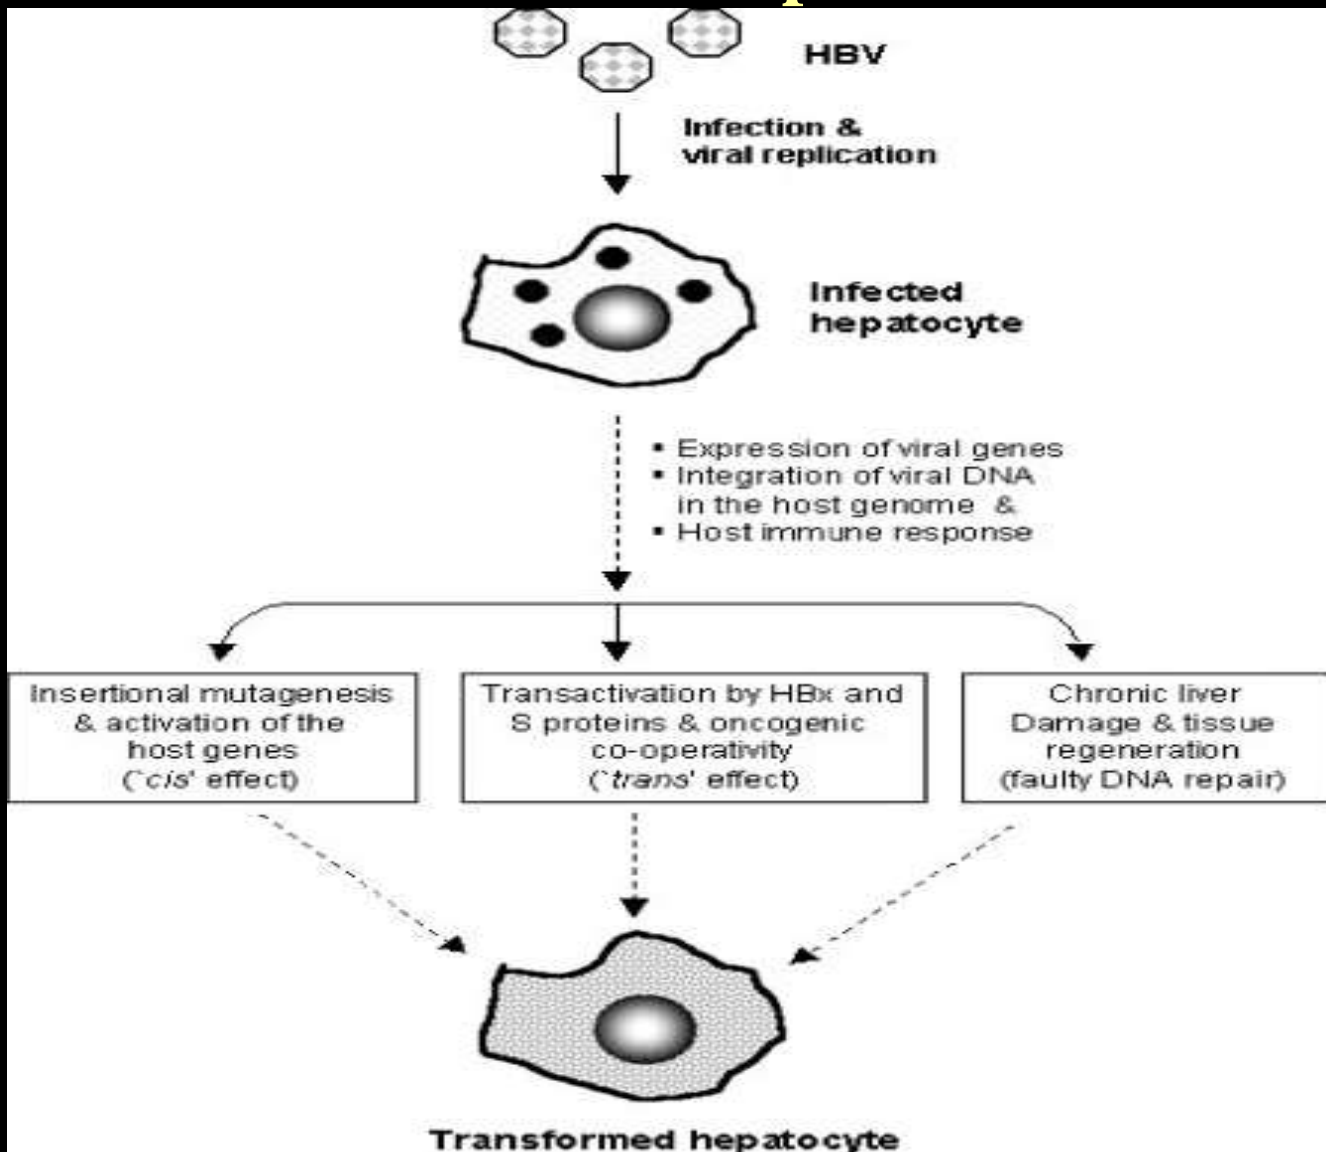 HBV
Infection &
viral replication
Infected
hepatocyte
▪ Expression of viral genes
▪ Integration of viral DNA
in the host genome &
▪ Host immune response
Insertional mutagenesis
& activation of the
host genes
(`cis' effect)
Transactivation by HBx and
S proteins & oncogenic
co-operativity
(`trans' effect)
Chronic liver
Damage & tissue
regeneration
(faulty DNA repair)
Transformed hepatocyte